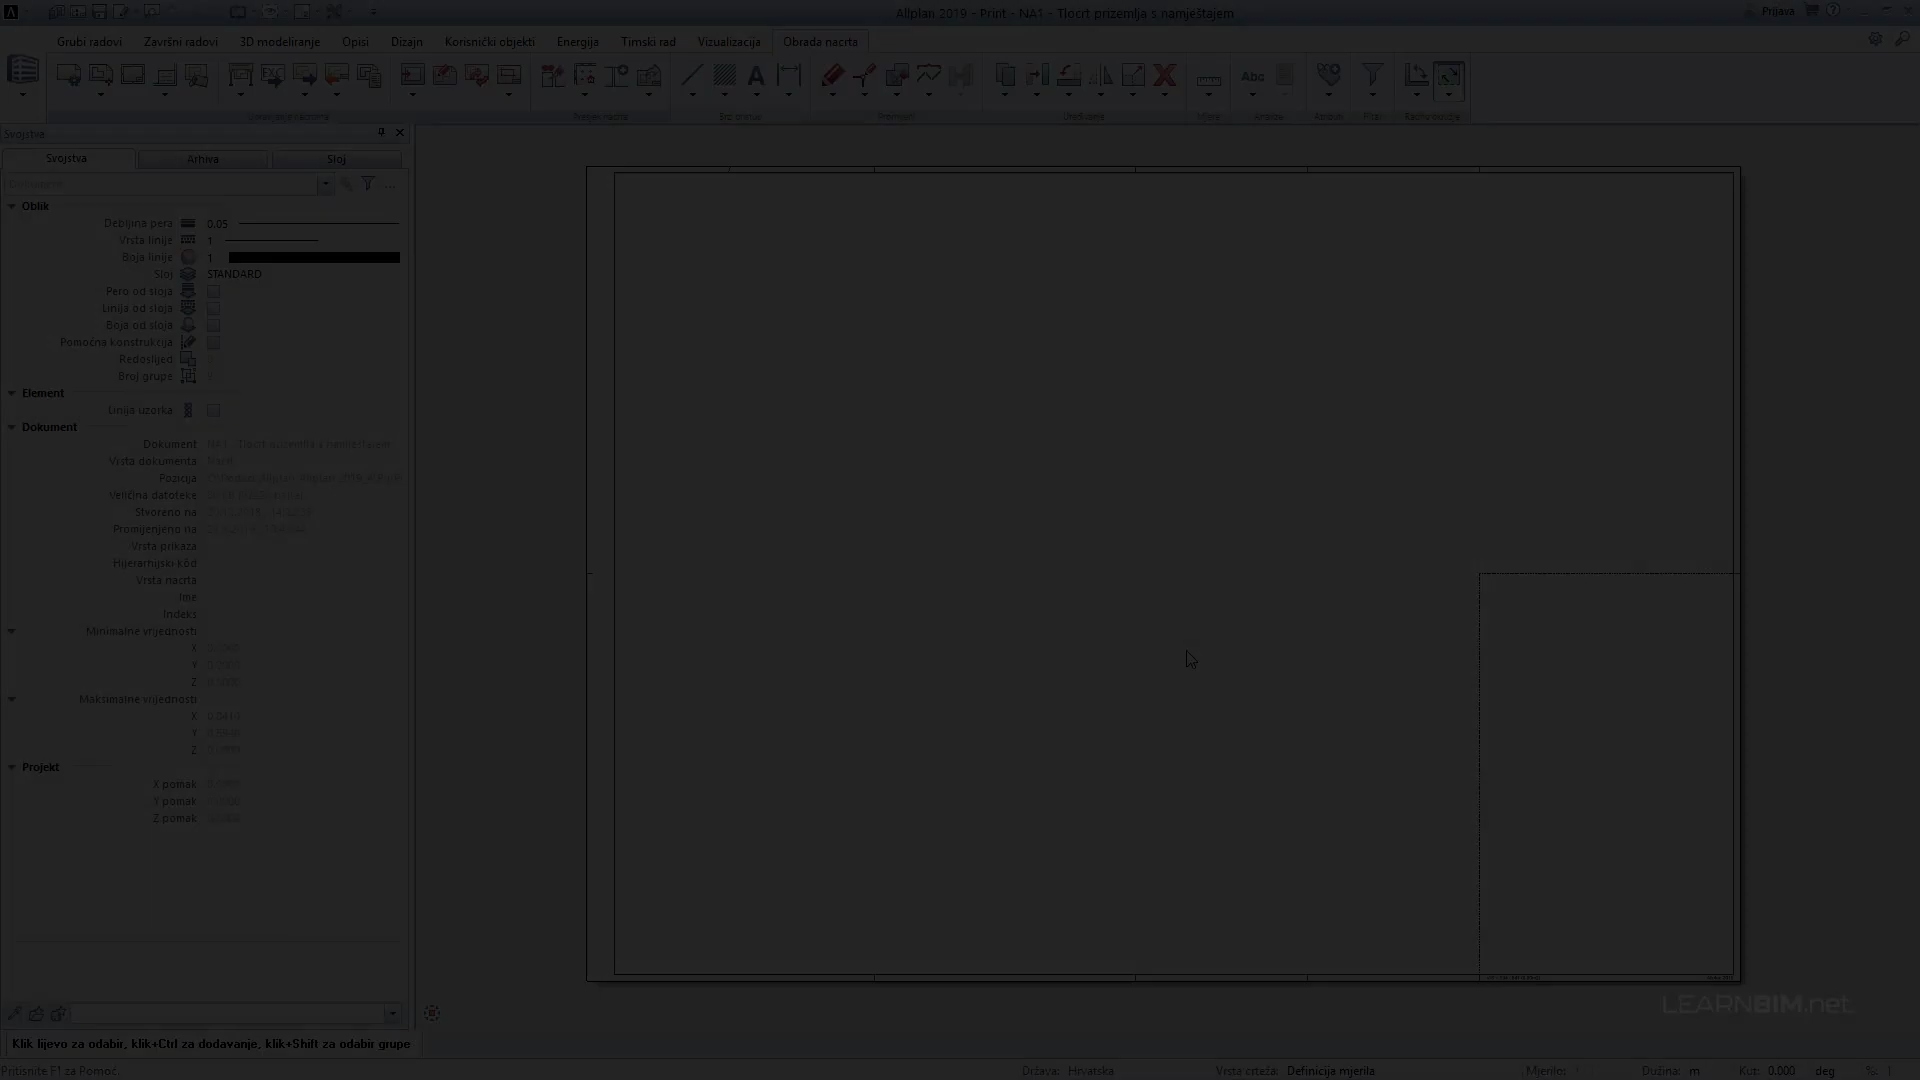 Allplan 2019 - Print - NA1 - Tlocrt prizemlja s namještajem
Prijava
Grubi radovi Završni radovi 3D modeliranje Opisi Dizajn Korisnički objekti Energija Timski rad Vizualizacija Obrada nacrta
Abc
Svojstva
Svojstva Arhiva Sloj
Oblik
Debljina pera 0.05
Vrsta linije 1
Boja linije 1
Sloj STANDARD
Pero od sloja
Linija od sloja
Boja od sloja
Pomoćna konstrukcija
Redoslijed
Broj grupe
Element
Linija uzorka
Dokument
Dokument NA1 - Tlocrt prizemlja s namještajem
Vrsta dokumenta
Pozicija
Veličina datoteke
Stvoreno na
Promijenjeno na
Vrsta prikaza
Hijerarhijski kôd
Vrsta nacrta
Ime
Indeks
Minimalne vrijednosti
X
Y
Z
Maksimalne vrijednosti
X
Y
Z
Projekt
X pomak
Y pomak
Z pomak
LEARNBIM.net
Klik lijevo za odabir, klik+Ctrl za dodavanje, klik+Shift za odabir grupe
Pritisnite F1 za Pomoć. Država: Hrvatska Vrsta crteža: Definicija mjerila Mjerilo: Dužina: m Kut: 0.000 deg %: